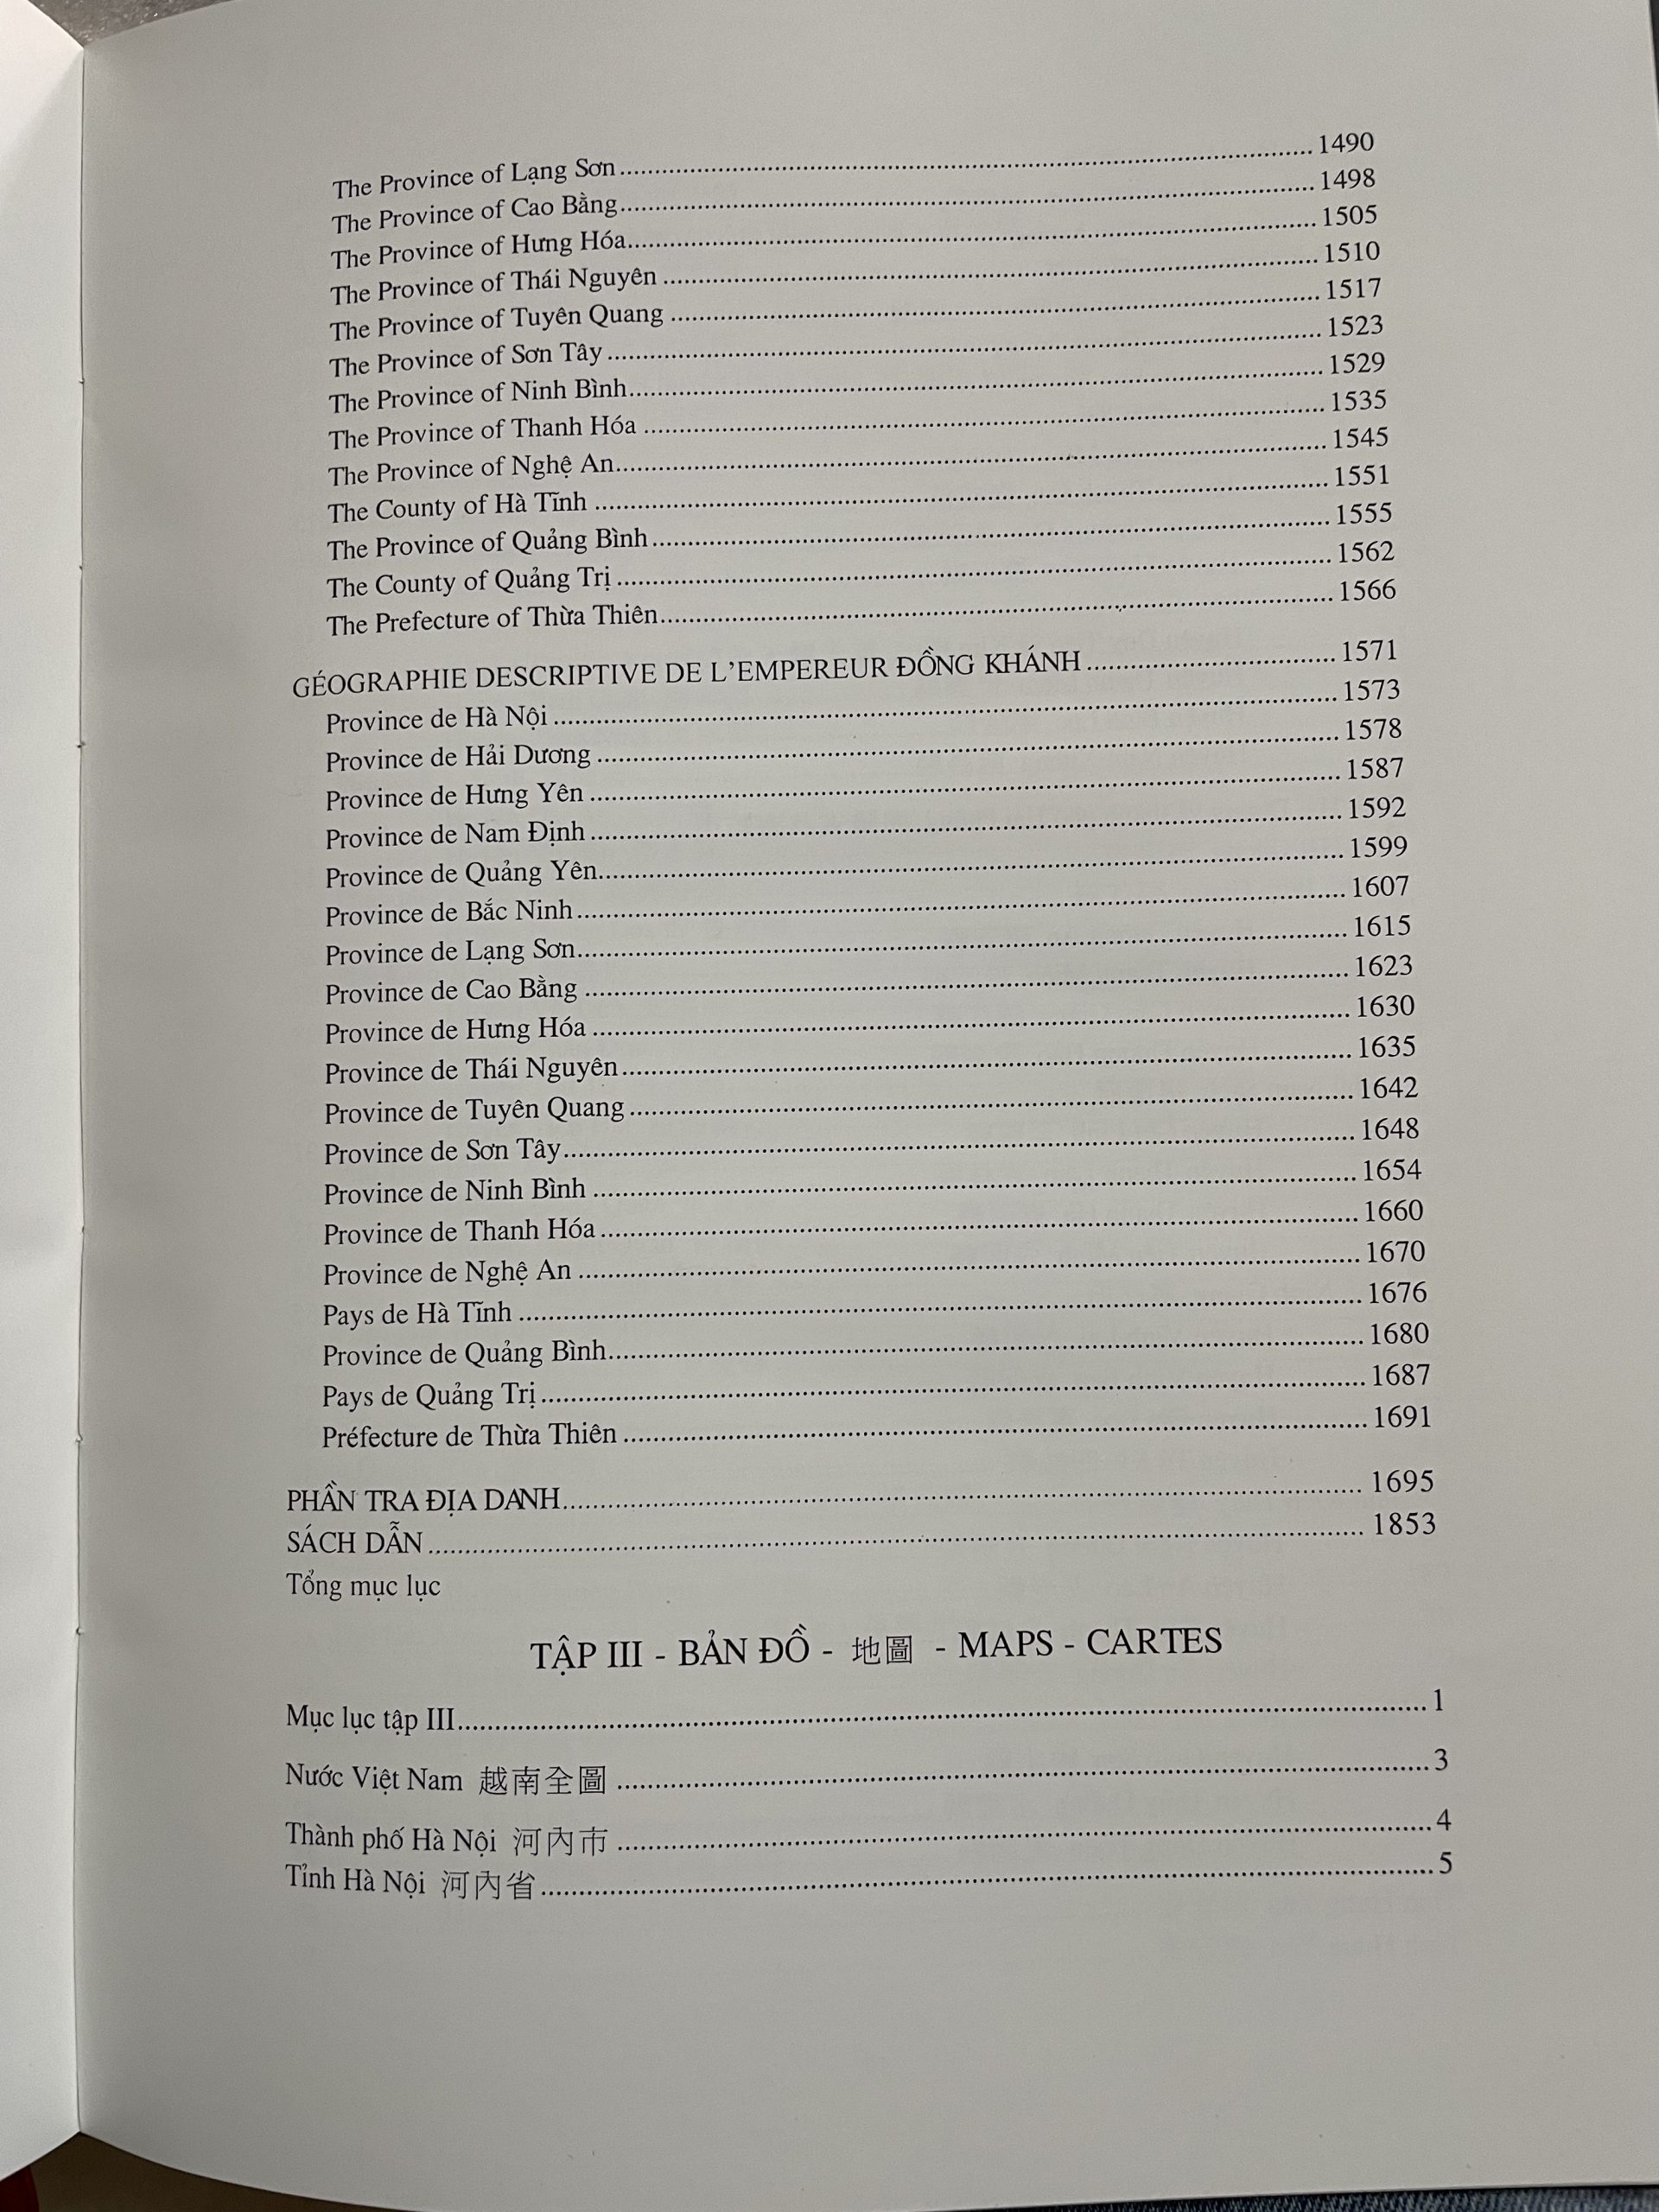 The Province of Lạng Sơn ........ 1490
The Province of Cao Bằng ........ 1498
The Province of Hưng Hóa ........ 1505
The Province of Thái Nguyên ........ 1510
The Province of Tuyên Quang ........ 1517
The Province of Sơn Tây ........ 1523
The Province of Ninh Bình ........ 1529
The Province of Thanh Hóa ........ 1535
The Province of Nghệ An ........ 1545
The County of Hà Tĩnh ........ 1551
The Province of Quảng Bình ........ 1555
The County of Quảng Trị ........ 1562
The Prefecture of Thừa Thiên ........ 1566
GÉOGRAPHIE DESCRIPTIVE DE L'EMPEREUR ĐỒNG KHÁNH ........ 1571
Province de Hà Nội ........ 1573
Province de Hải Dương ........ 1578
Province de Hưng Yên ........ 1587
Province de Nam Định ........ 1592
Province de Quảng Yên ........ 1599
Province de Bắc Ninh ........ 1607
Province de Lạng Sơn ........ 1615
Province de Cao Bằng ........ 1623
Province de Hưng Hóa ........ 1630
Province de Thái Nguyên ........ 1635
Province de Tuyên Quang ........ 1642
Province de Sơn Tây ........ 1648
Province de Ninh Bình ........ 1654
Province de Thanh Hóa ........ 1660
Province de Nghệ An ........ 1670
Pays de Hà Tĩnh ........ 1676
Province de Quảng Bình ........ 1680
Pays de Quảng Trị ........ 1687
Préfecture de Thừa Thiên ........ 1691
PHẦN TRA ĐỊA DANH ........ 1695
SÁCH DẪN ........ 1853
Tổng mục lục
TẬP III - BẢN ĐỒ - 地圖 - MAPS - CARTES
Mục lục tập III ........ 1
Nước Việt Nam 越南全圖 ........ 3
Thành phố Hà Nội 河內市 ........ 4
Tỉnh Hà Nội 河內省 ........ 5